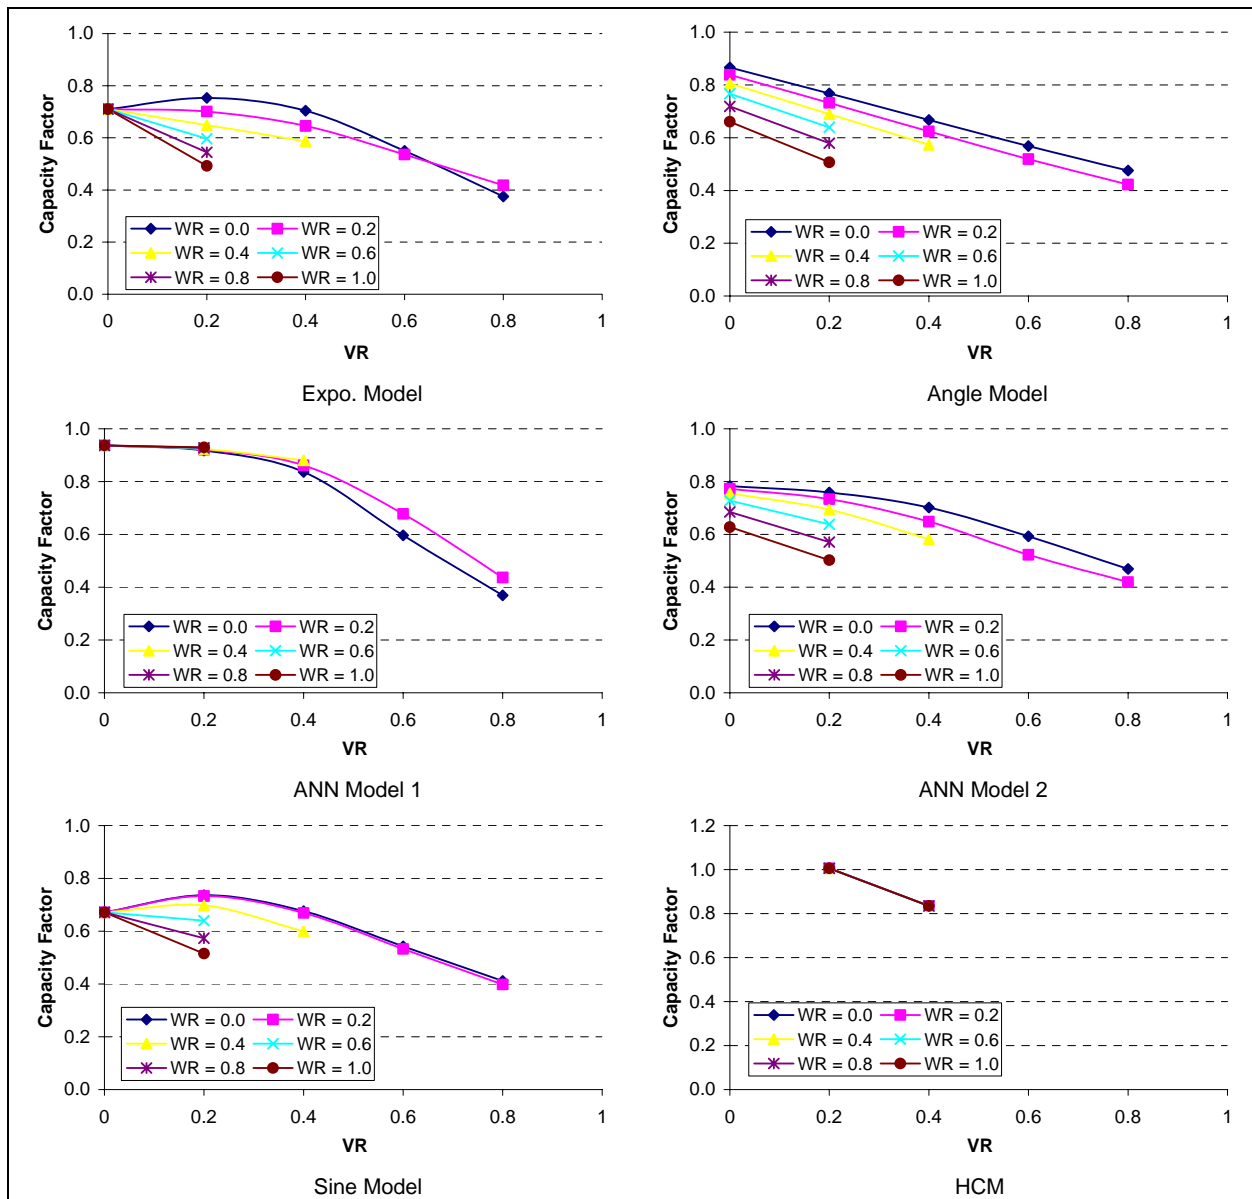 1.0
0.8
0.6
0.4
0.2
0.0
Capacity Factor
WR = 0.0 WR = 0.2
WR = 0.4 WR = 0.6
WR = 0.8 WR = 1.0
0 0.2 0.4 0.6 0.8 1
VR
Expo. Model
1.0
0.8
0.6
0.4
0.2
0.0
Capacity Factor
WR = 0.0 WR = 0.2
WR = 0.4 WR = 0.6
WR = 0.8 WR = 1.0
0 0.2 0.4 0.6 0.8 1
VR
Angle Model
1.0
0.8
0.6
0.4
0.2
0.0
Capacity Factor
WR = 0.0 WR = 0.2
WR = 0.4 WR = 0.6
WR = 0.8 WR = 1.0
0 0.2 0.4 0.6 0.8 1
VR
ANN Model 1
1.0
0.8
0.6
0.4
0.2
0.0
Capacity Factor
WR = 0.0 WR = 0.2
WR = 0.4 WR = 0.6
WR = 0.8 WR = 1.0
0 0.2 0.4 0.6 0.8 1
VR
ANN Model 2
1.0
0.8
0.6
0.4
0.2
0.0
Capacity Factor
WR = 0.0 WR = 0.2
WR = 0.4 WR = 0.6
WR = 0.8 WR = 1.0
0 0.2 0.4 0.6 0.8 1
VR
Sine Model
1.2
1.0
0.8
0.6
0.4
0.2
0.0
Capacity Factor
WR = 0.0 WR = 0.2
WR = 0.4 WR = 0.6
WR = 0.8 WR = 1.0
0 0.2 0.4 0.6 0.8 1
VR
HCM